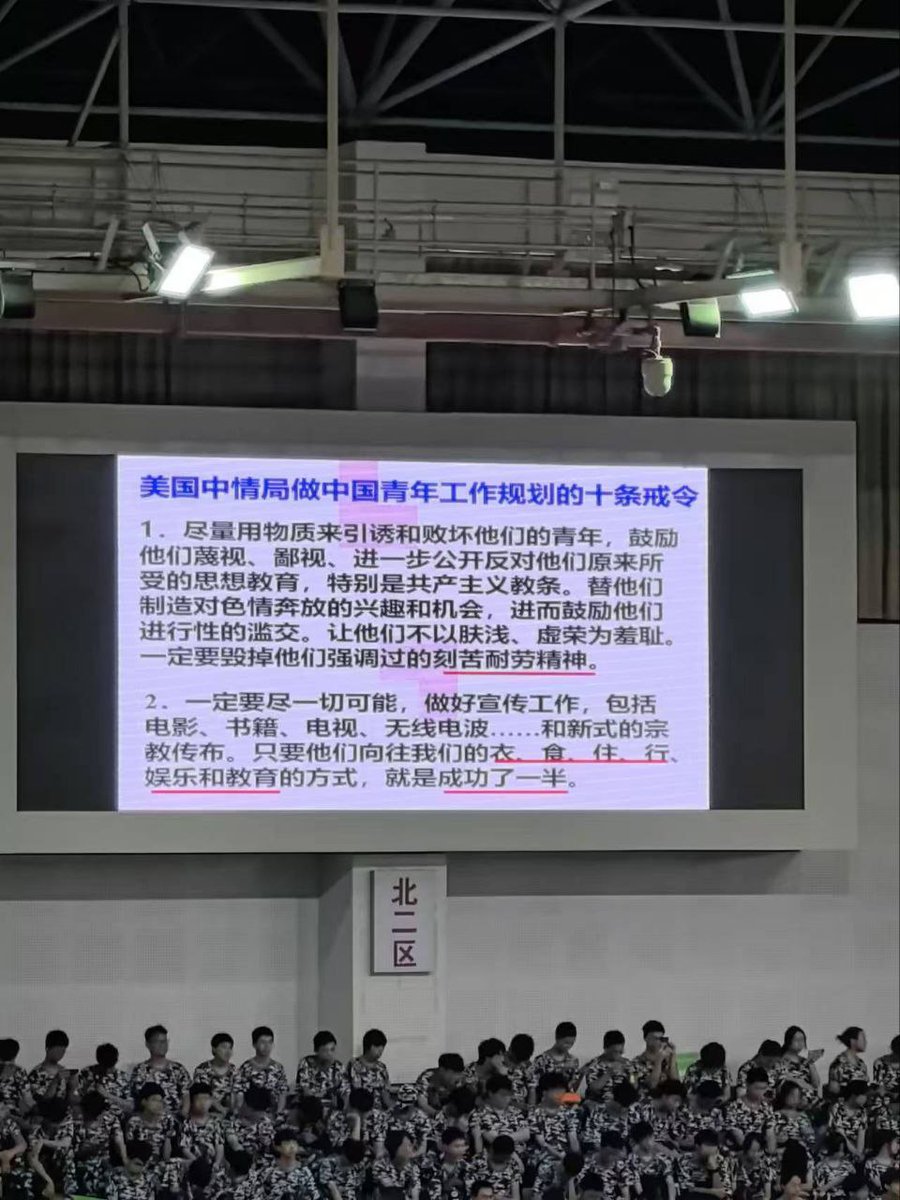 美国中情局做中国青年工作规划的十条戒令
1．尽量用物质来引诱和败坏他们的青年，鼓励
他们蔑视、鄙视、进一步公开反对他们原来所
受的思想教育，特别是共产主义教条。替他们
制造对色情奔放的兴趣和机会，进而鼓励他们
进行性的滥交。让他们不以肤浅、虚荣为羞耻。
一定要毁掉他们强调过的刻苦耐劳精神。
2．一定要尽一切可能，做好宣传工作，包括
电影、书籍、电视、无线电波……和新式的宗
教传布。只要他们向往我们的衣、食、住、行、
娱乐和教育的方式，就是成功了一半。
北二区